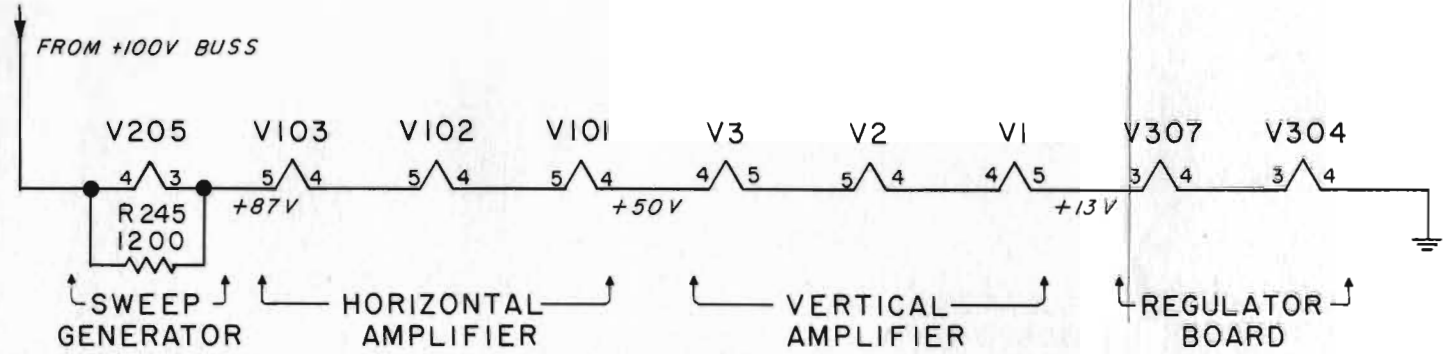 FROM +100V BUSS
V205 V103 V102 V101 V3 V2 V1 V307 V304
4 3 5 4 5 4 5 4 4 5 5 4 4 5 3 4 3 4
R245
1200
+87V +50V +13V
SWEEP
GENERATOR
HORIZONTAL
AMPLIFIER
VERTICAL
AMPLIFIER
REGULATOR
BOARD